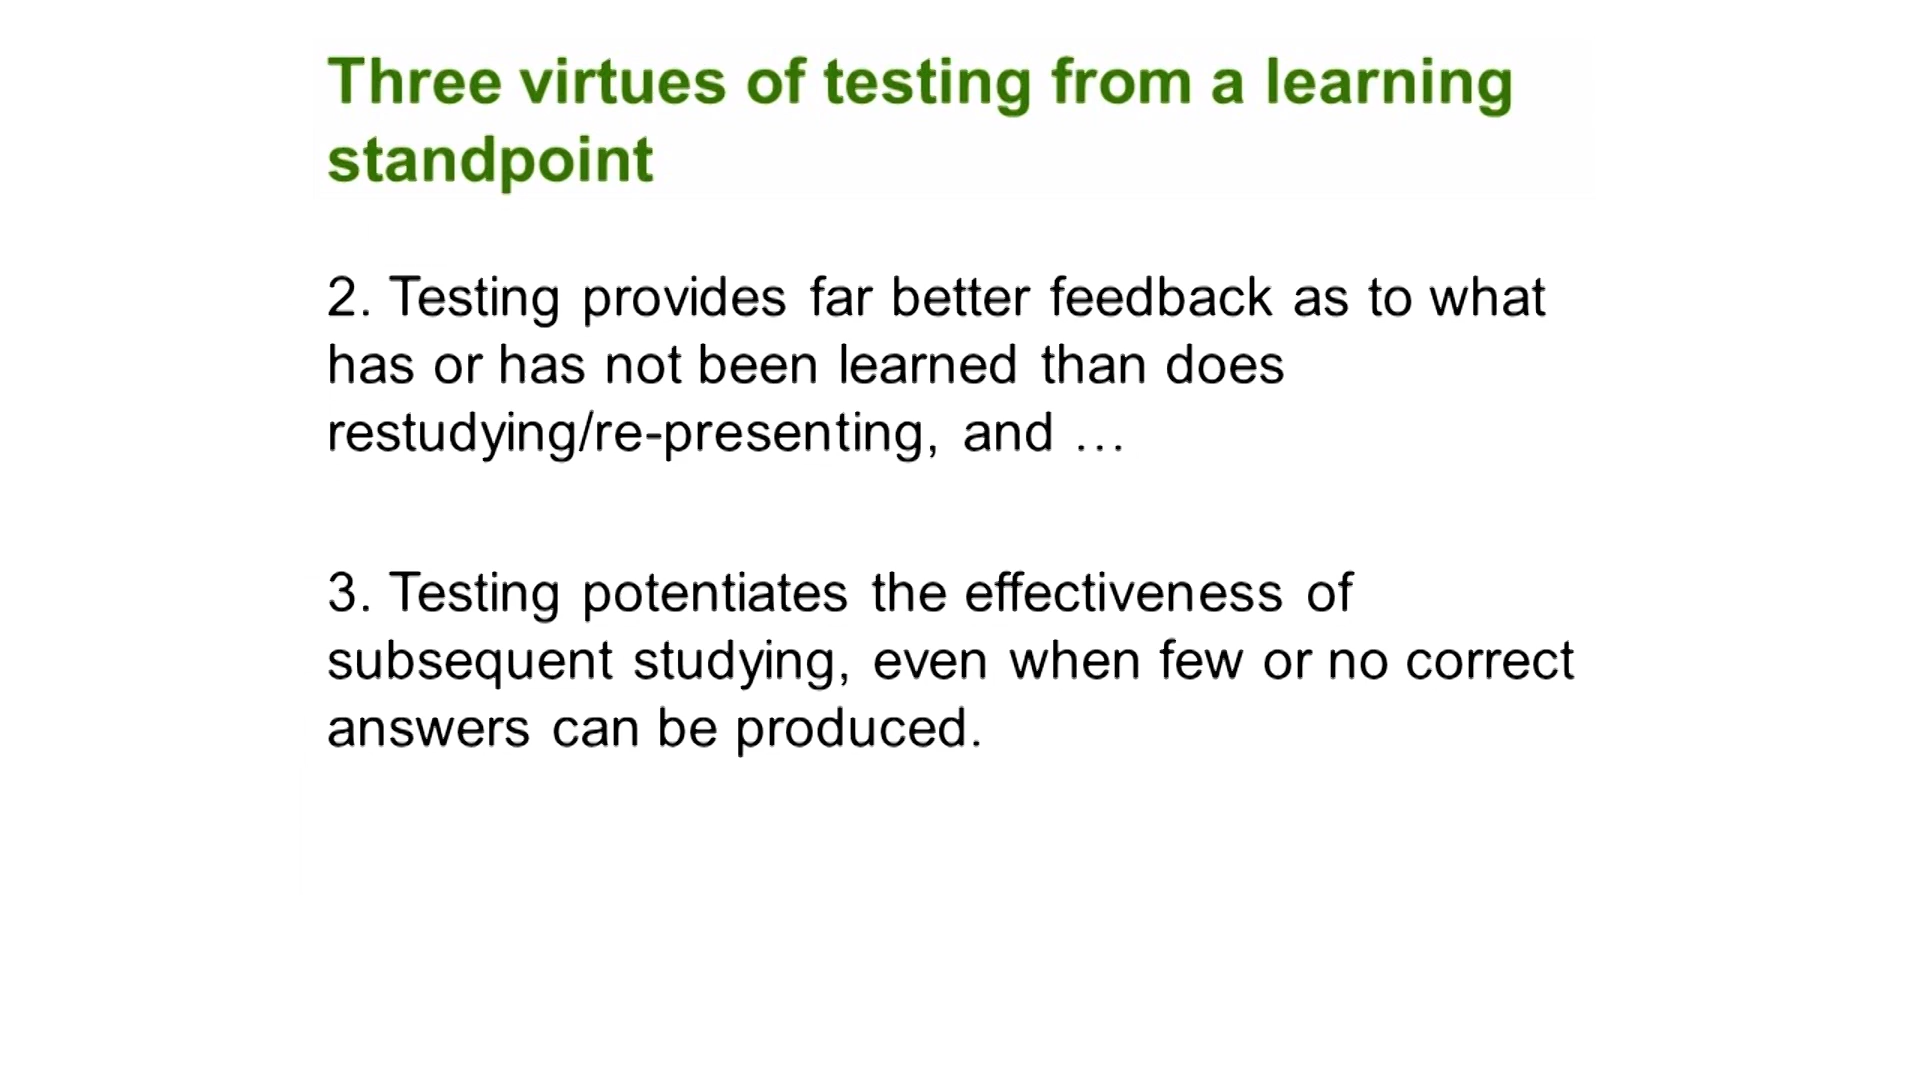 Three virtues of testing from a learning
standpoint
2. Testing provides far better feedback as to what
has or has not been learned than does
restudying/re-presenting, and …
3. Testing potentiates the effectiveness of
subsequent studying, even when few or no correct
answers can be produced.